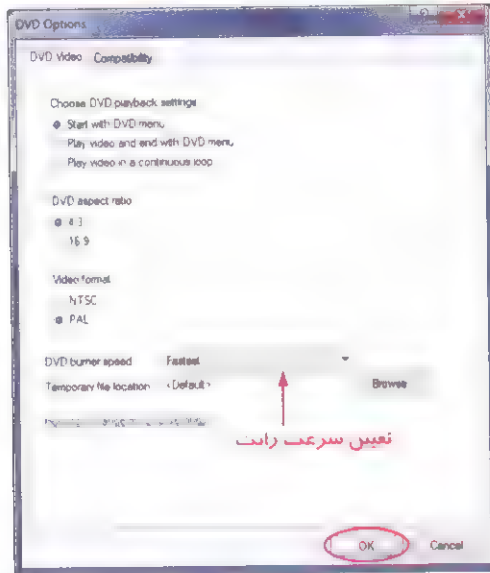 DVD Options
DVD Video Compatibility
Choose DVD playback settings
Start with DVD menu
Play video and end with DVD menu
Play video in a continuous loop
DVD aspect ratio
4:3
16:9
Video format
NTSC
PAL
DVD burner speed Fastest
Temporary file location <Default> Browse
تعیین سرعت رایت
OK Cancel